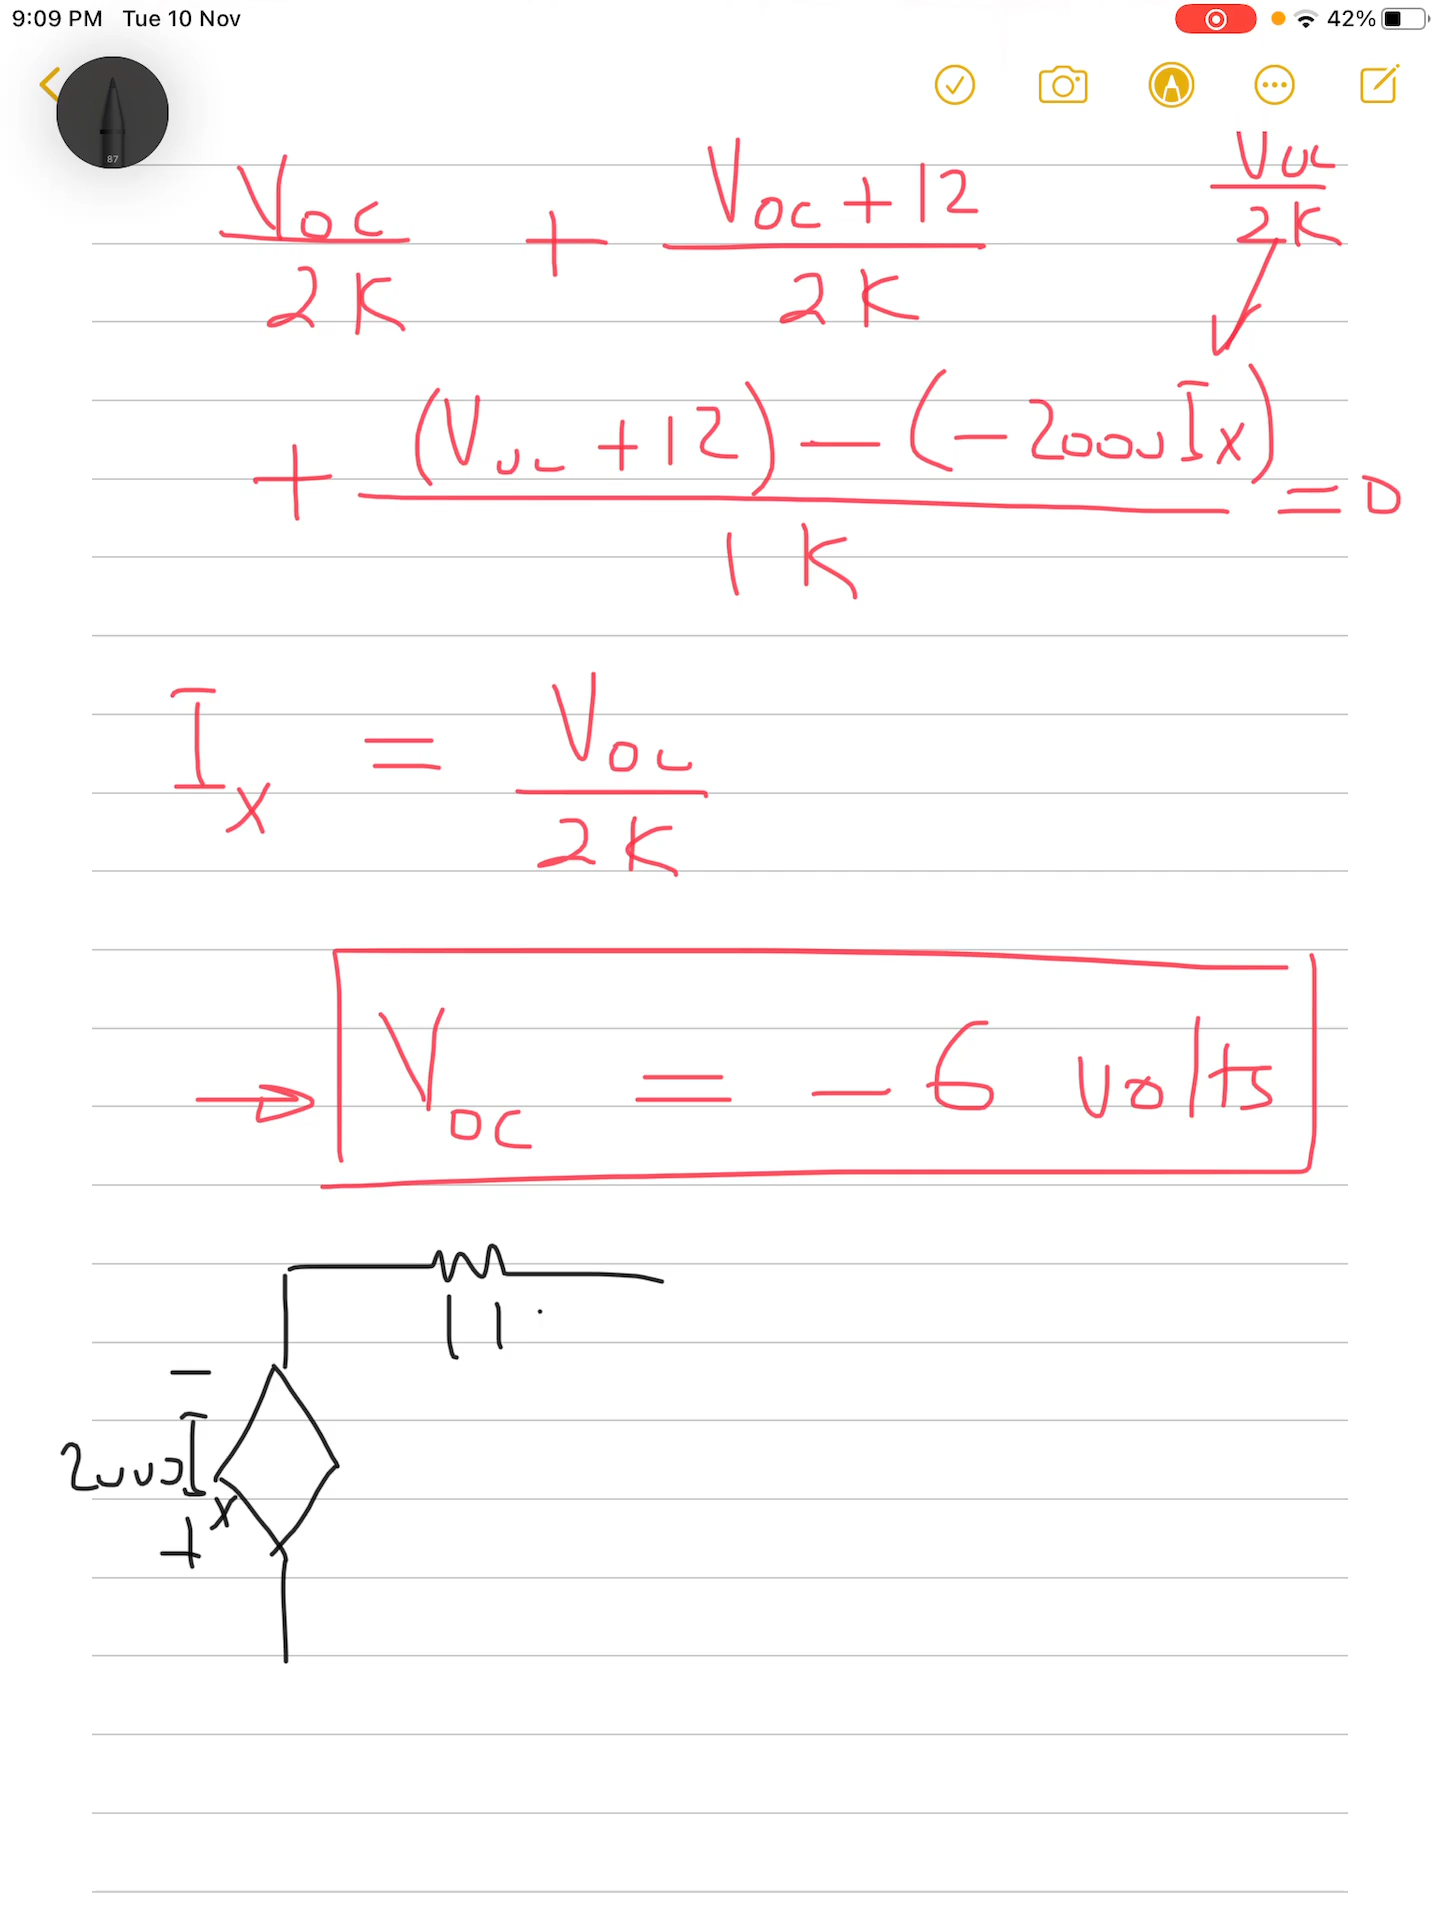 9:09 PM Tue 10 Nov 42%
87
Voc/2K + (Voc+12)/2K Voc/2K
+ ((Voc+12) - (-2000Ix))/1K = 0
Ix = Voc/2K
Voc = -6 volts
-
2000Ix
+